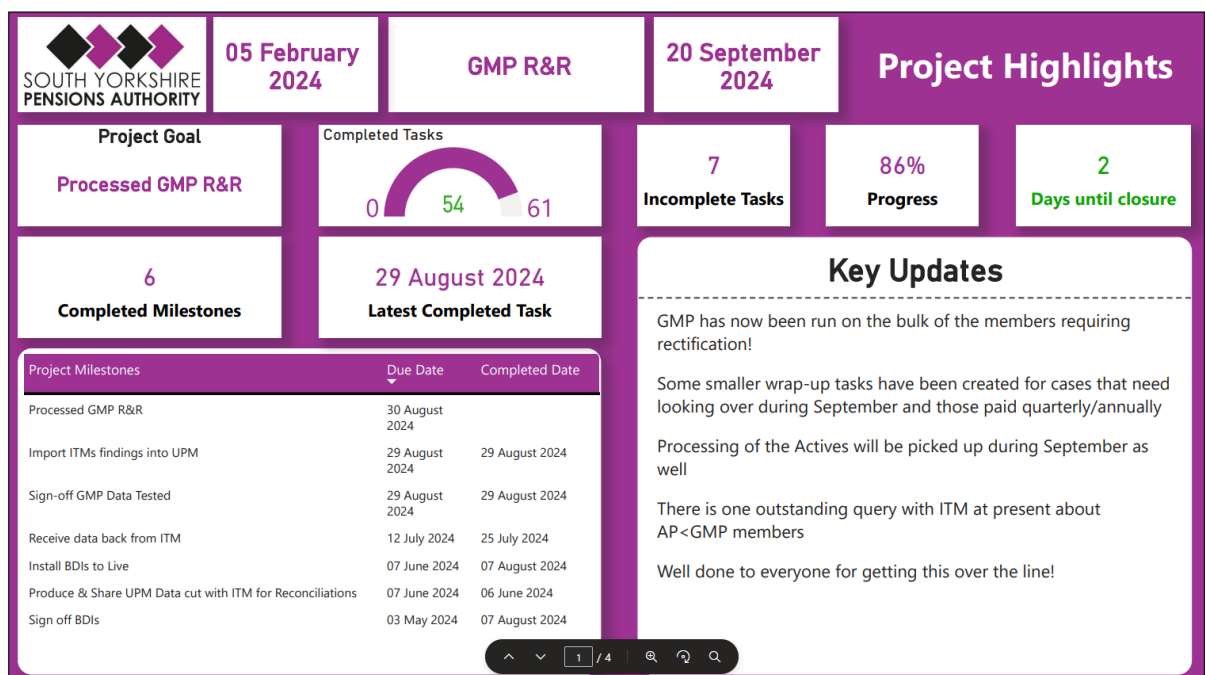 SOUTH YORKSHIRE
PENSIONS AUTHORITY
05 February
2024
GMP R&R
20 September
2024
Project Highlights
Project Goal
Processed GMP R&R
Completed Tasks
0
54
61
7
Incomplete Tasks
86%
Progress
2
Days until closure
6
Completed Milestones
29 August 2024
Latest Completed Task
Project Milestones Due Date Completed Date
Processed GMP R&R 30 August
2024
Import ITMs findings into UPM 29 August 29 August 2024
2024
Sign-off GMP Data Tested 29 August 29 August 2024
2024
Receive data back from ITM 12 July 2024 25 July 2024
Install BDIs to Live 07 June 2024 07 August 2024
Produce & Share UPM Data cut with ITM for Reconciliations 07 June 2024 06 June 2024
Sign off BDIs 03 May 2024 07 August 2024
Key Updates
GMP has now been run on the bulk of the members requiring
rectification!
Some smaller wrap-up tasks have been created for cases that need
looking over during September and those paid quarterly/annually
Processing of the Actives will be picked up during September as
well
There is one outstanding query with ITM at present about
AP<GMP members
Well done to everyone for getting this over the line!
1 / 4